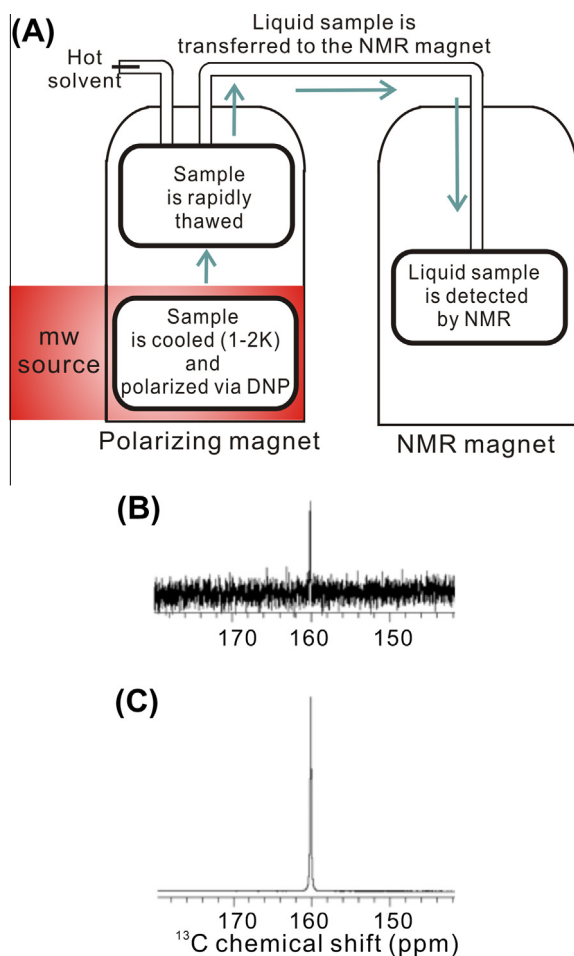 (A)
Liquid sample is
transferred to the NMR magnet
Hot
solvent
Sample
is rapidly
thawed
mw
source
Sample
is cooled (1-2K)
and
polarized via DNP
Liquid sample
is detected
by NMR
Polarizing magnet
NMR magnet
(B)
170 160 150
(C)
170 160 150
¹³C chemical shift (ppm)